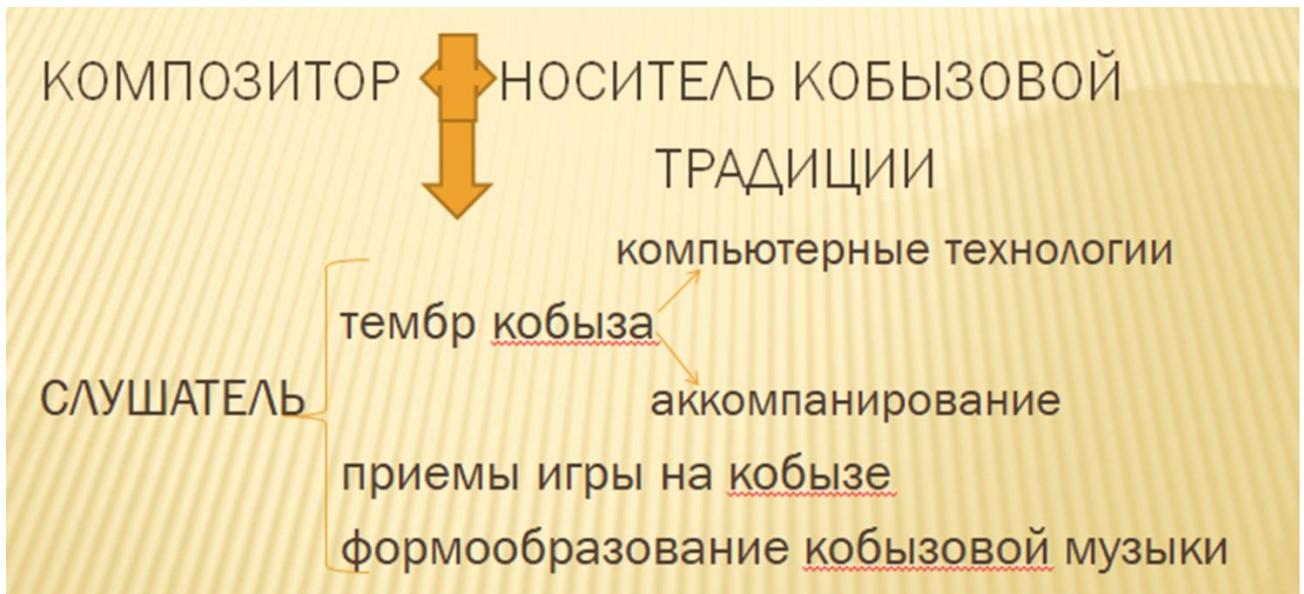 КОМПОЗИТОР НОСИТЕЛЬ КОБЫЗОВОЙ
ТРАДИЦИИ
компьютерные технологии
тембр кобыза
СЛУШАТЕЛЬ
аккомпанирование
приемы игры на кобызе
формообразование кобызовой музыки